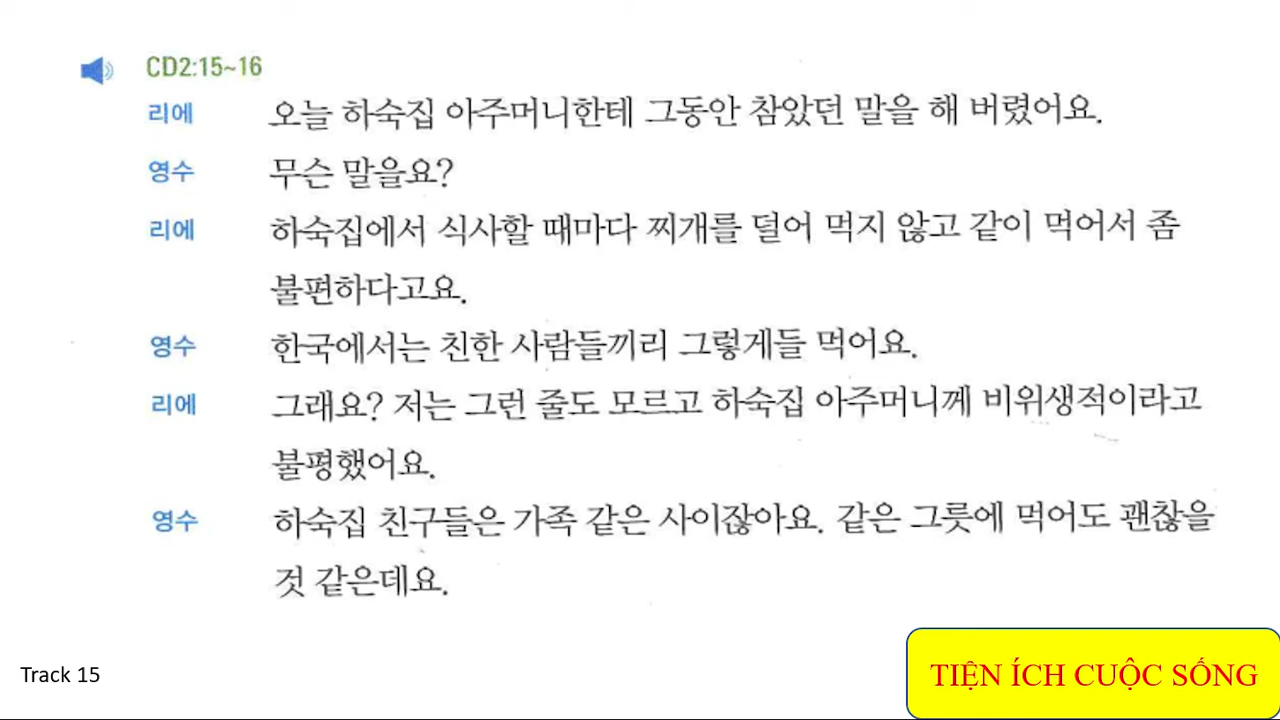 CD2:15~16
리에 오늘 하숙집 아주머니한테 그동안 참았던 말을 해 버렸어요.
영수 무슨 말을요?
리에 하숙집에서 식사할 때마다 찌개를 덜어 먹지 않고 같이 먹어서 좀
불편하다고요.
영수 한국에서는 친한 사람들끼리 그렇게들 먹어요.
리에 그래요? 저는 그런 줄도 모르고 하숙집 아주머니께 비위생적이라고
불평했어요.
영수 하숙집 친구들은 가족 같은 사이잖아요. 같은 그릇에 먹어도 괜찮을
것 같은데요.
Track 15
TIỆN ÍCH CUỘC SỐNG